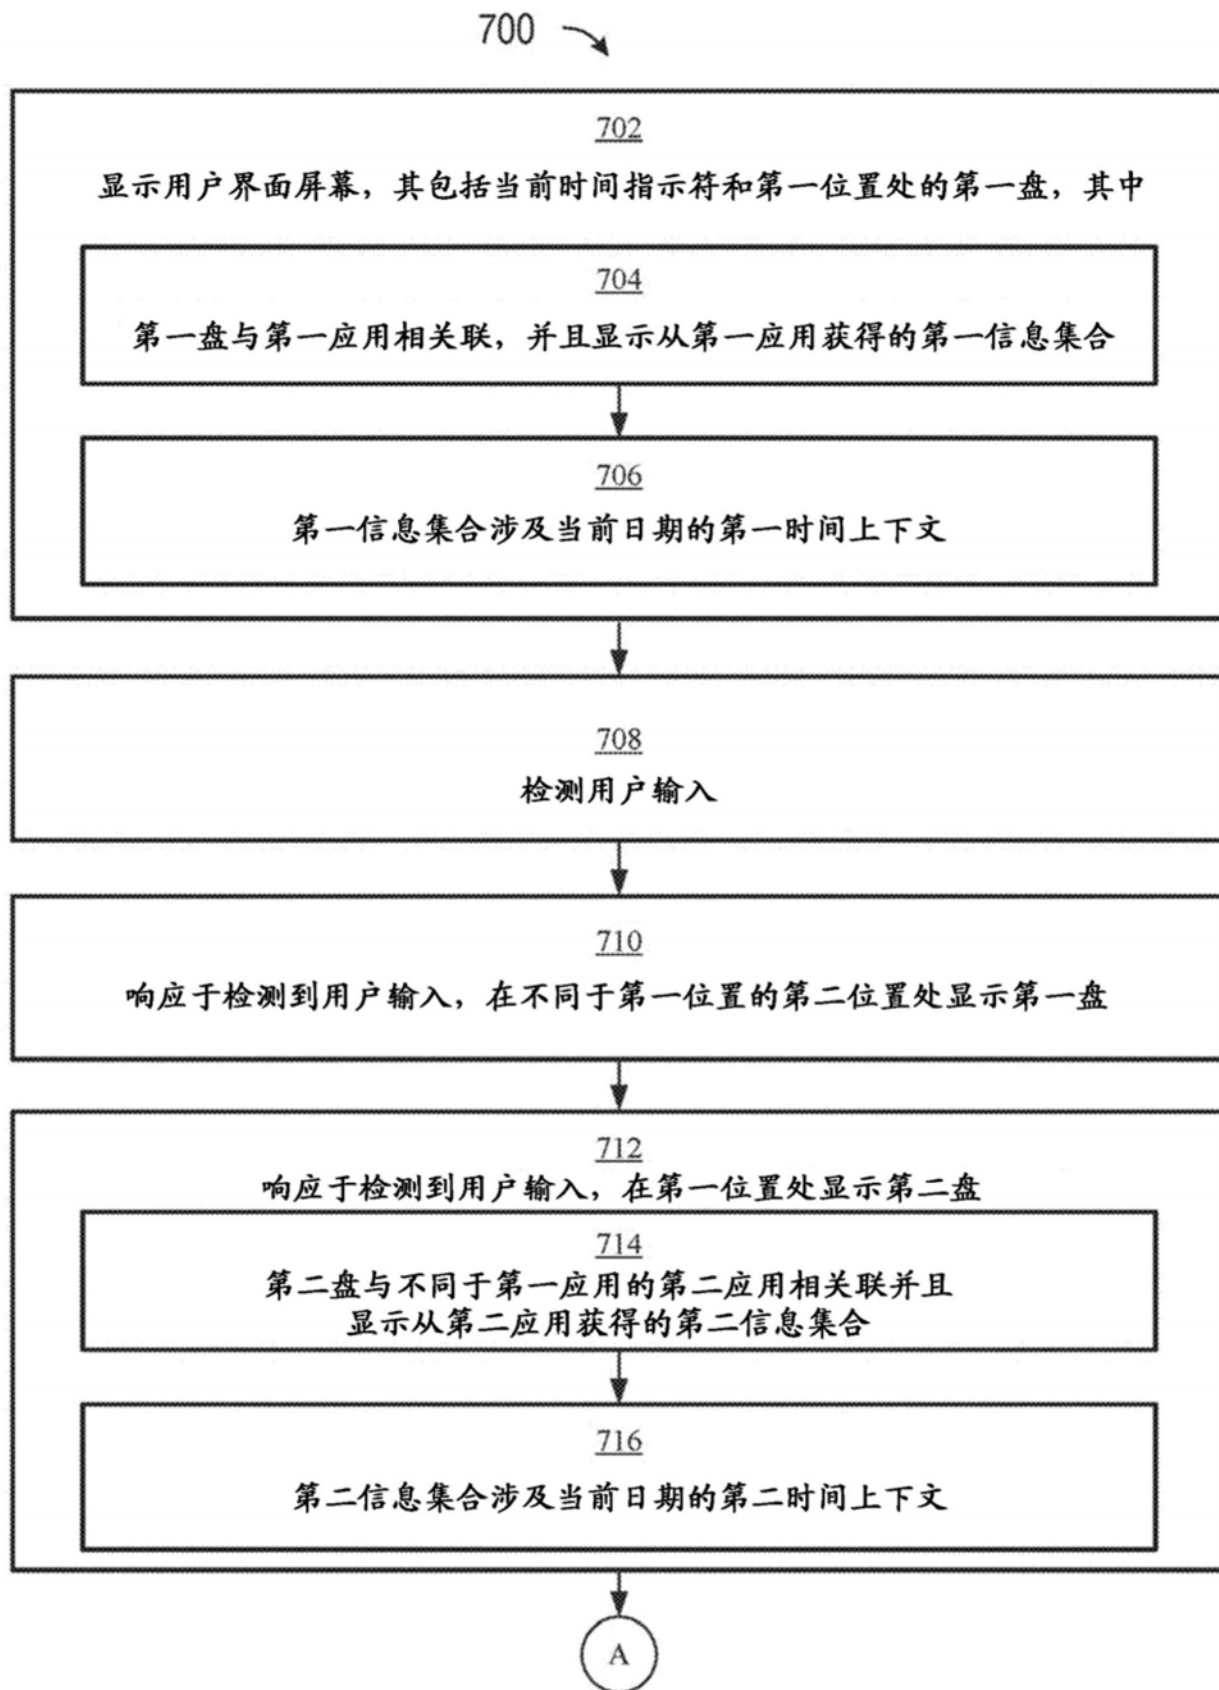 700
702
显示用户界面屏幕，其包括当前时间指示符和第一位置处的第一盘，其中
704
第一盘与第一应用相关联，并且显示从第一应用获得的第一信息集合
706
第一信息集合涉及当前日期的第一时间上下文
708
检测用户输入
710
响应于检测到用户输入，在不同于第一位置的第二位置处显示第一盘
712
响应于检测到用户输入，在第一位置处显示第二盘
714
第二盘与不同于第一应用的第二应用相关联并且
显示从第二应用获得的第二信息集合
716
第二信息集合涉及当前日期的第二时间上下文
A